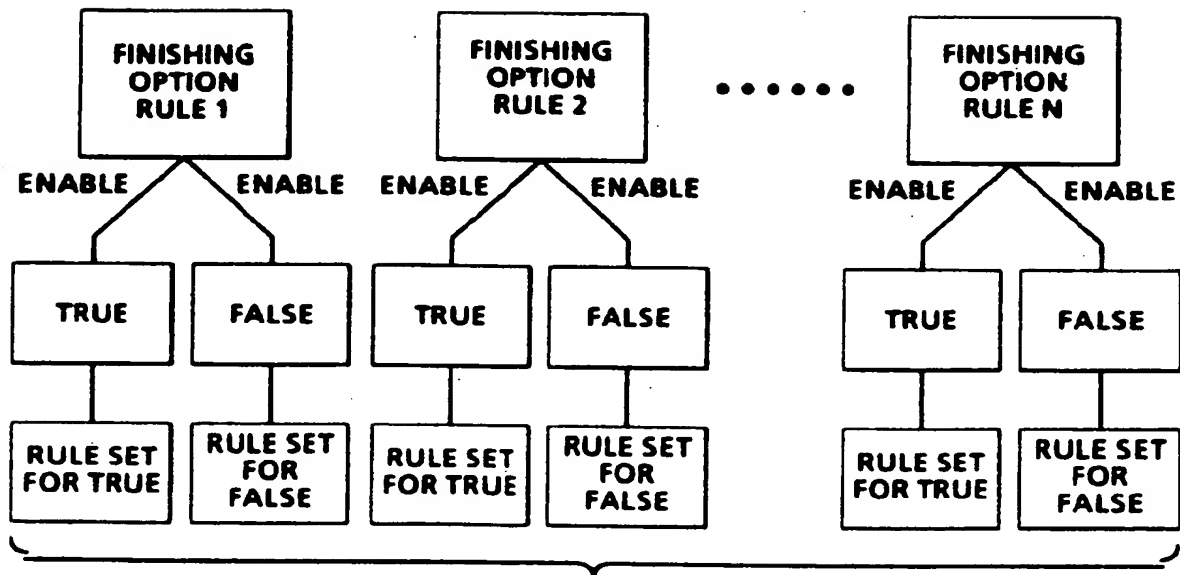 FINISHING
OPTION
RULE 1
FINISHING
OPTION
RULE 2
FINISHING
OPTION
RULE N
ENABLE
ENABLE
ENABLE
ENABLE
ENABLE
ENABLE
TRUE
FALSE
TRUE
FALSE
TRUE
FALSE
RULE SET
FOR TRUE
RULE SET
FOR
FALSE
RULE SET
FOR TRUE
RULE SET
FOR
FALSE
RULE SET
FOR TRUE
RULE SET
FOR
FALSE